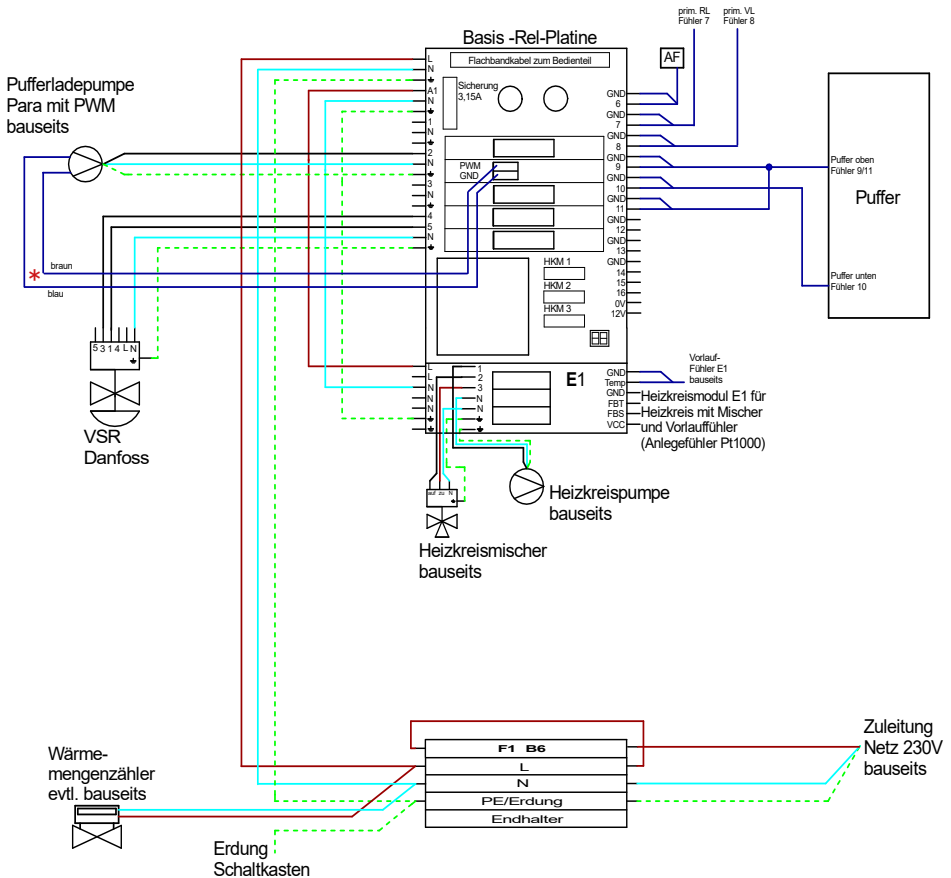 prim. RL
Fühler 7
prim. VL
Fühler 8
Basis -Rel-Platine
Flachbandkabel zum Bedienteil
AF
Pufferladepumpe
Para mit PWM
bauseits
Sicherung
3,15A
L
N
A1
N
1
N
2
N
3
N
4
5
N
PWM
GND
HKM 1
HKM 2
HKM 3
GND
6
GND
7
GND
8
GND
9
GND
10
GND
11
GND
12
GND
13
GND
14
15
16
0V
12V
Puffer oben
Fühler 9/11
Puffer
Puffer unten
Fühler 10
braun
*
blau
5 3 1 4 L N
VSR
Danfoss
L
L
N
N
N
1
2
3
N
N
E1
GND
Temp
GND
FBT
FBS
VCC
Vorlauf-
Fühler E1
bauseits
Heizkreismodul E1 für
Heizkreis mit Mischer
und Vorlauffühler
(Anlegefühler Pt1000)
auf zu N
Heizkreispumpe
bauseits
Heizkreismischer
bauseits
F1 B6
L
N
PE/Erdung
Endhalter
Zuleitung
Netz 230V
bauseits
Wärme-
mengenzähler
evtl. bauseits
Erdung
Schaltkasten